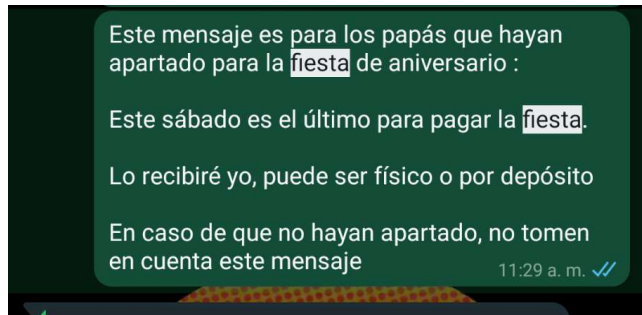 Este mensaje es para los papás que hayan
apartado para la fiesta de aniversario :
Este sábado es el último para pagar la fiesta.
Lo recibiré yo, puede ser físico o por depósito
En caso de que no hayan apartado, no tomen
en cuenta este mensaje
11:29 a. m.